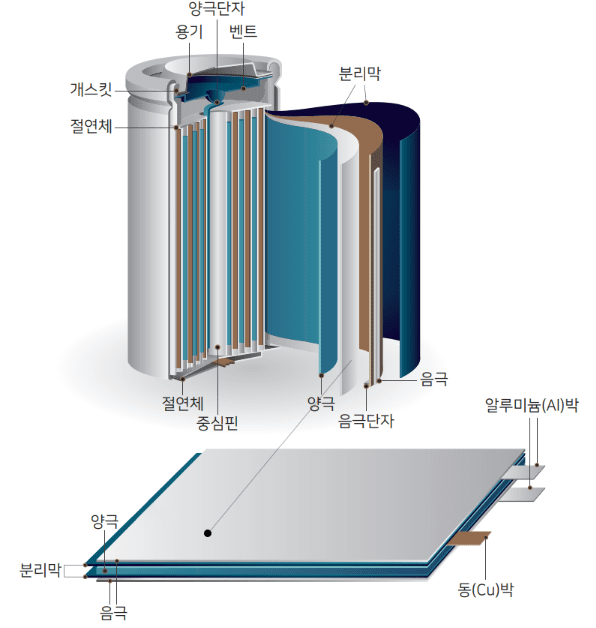 양극단자
용기
벤트
개스킷
절연체
분리막
절연체
중심핀
양극
음극단자
음극
알루미늄(Al)박
양극
분리막
음극
동(Cu)박